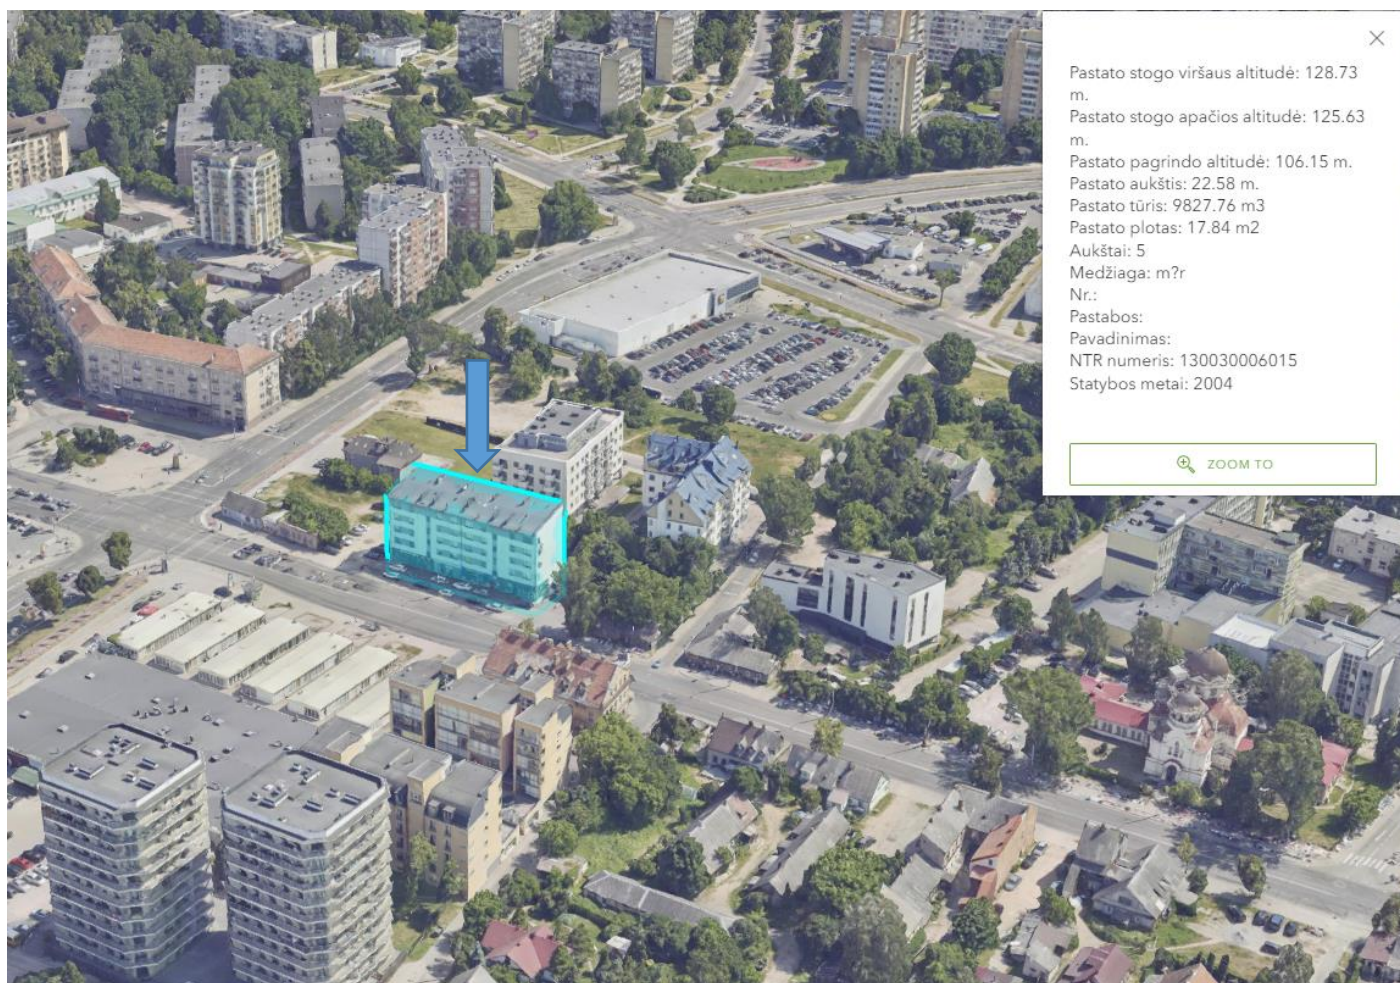 Pastato stogo viršaus altitudė: 128.73
m.
Pastato stogo apačios altitudė: 125.63
m.
Pastato pagrindo altitudė: 106.15 m.
Pastato aukštis: 22.58 m.
Pastato tūris: 9827.76 m3
Pastato plotas: 17.84 m2
Aukštai: 5
Medžiaga: m?r
Nr.:
Pastabos:
Pavadinimas:
NTR numeris: 130030006015
Statybos metai: 2004
ZOOM TO